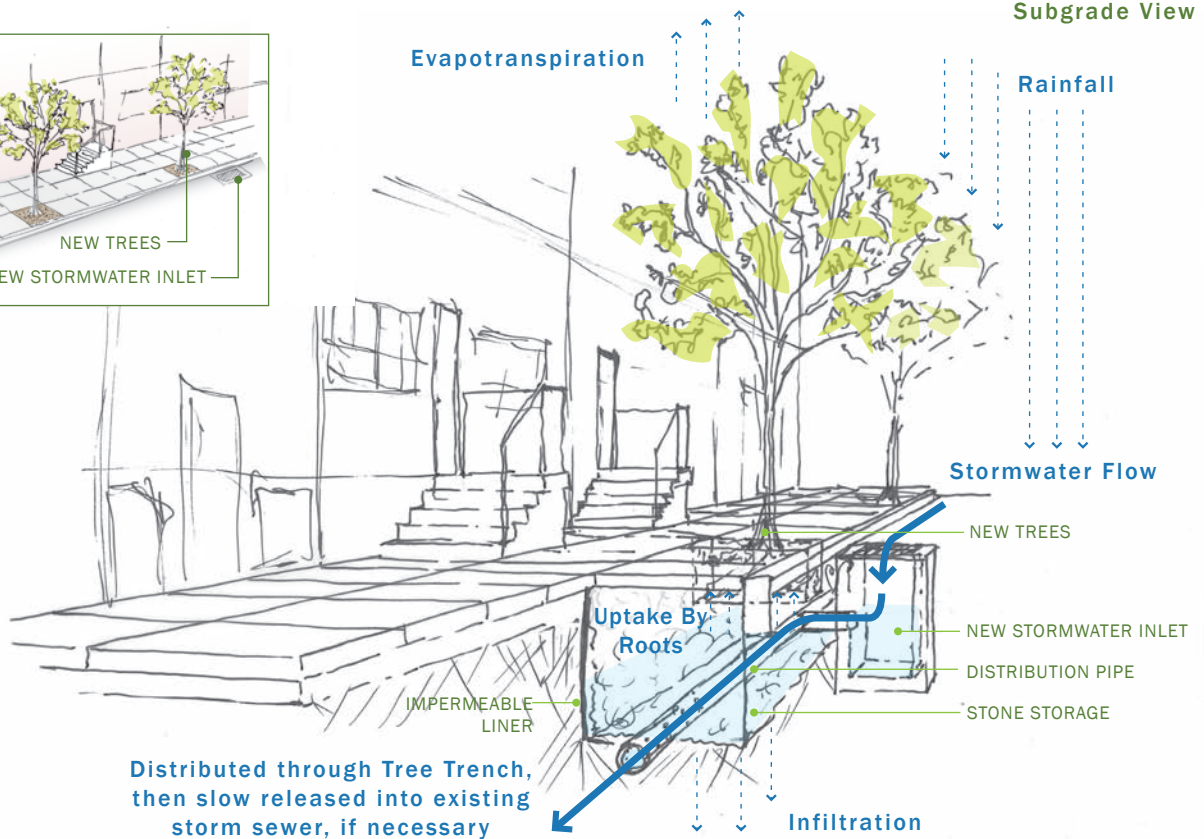 Subgrade View
Evapotranspiration
Rainfall
NEW TREES
EW STORMWATER INLET
Stormwater Flow
NEW TREES
Uptake By
Roots
NEW STORMWATER INLET
DISTRIBUTION PIPE
IMPERMEABLE
LINER
STONE STORAGE
Distributed through Tree Trench,
then slow released into existing
storm sewer, if necessary
Infiltration